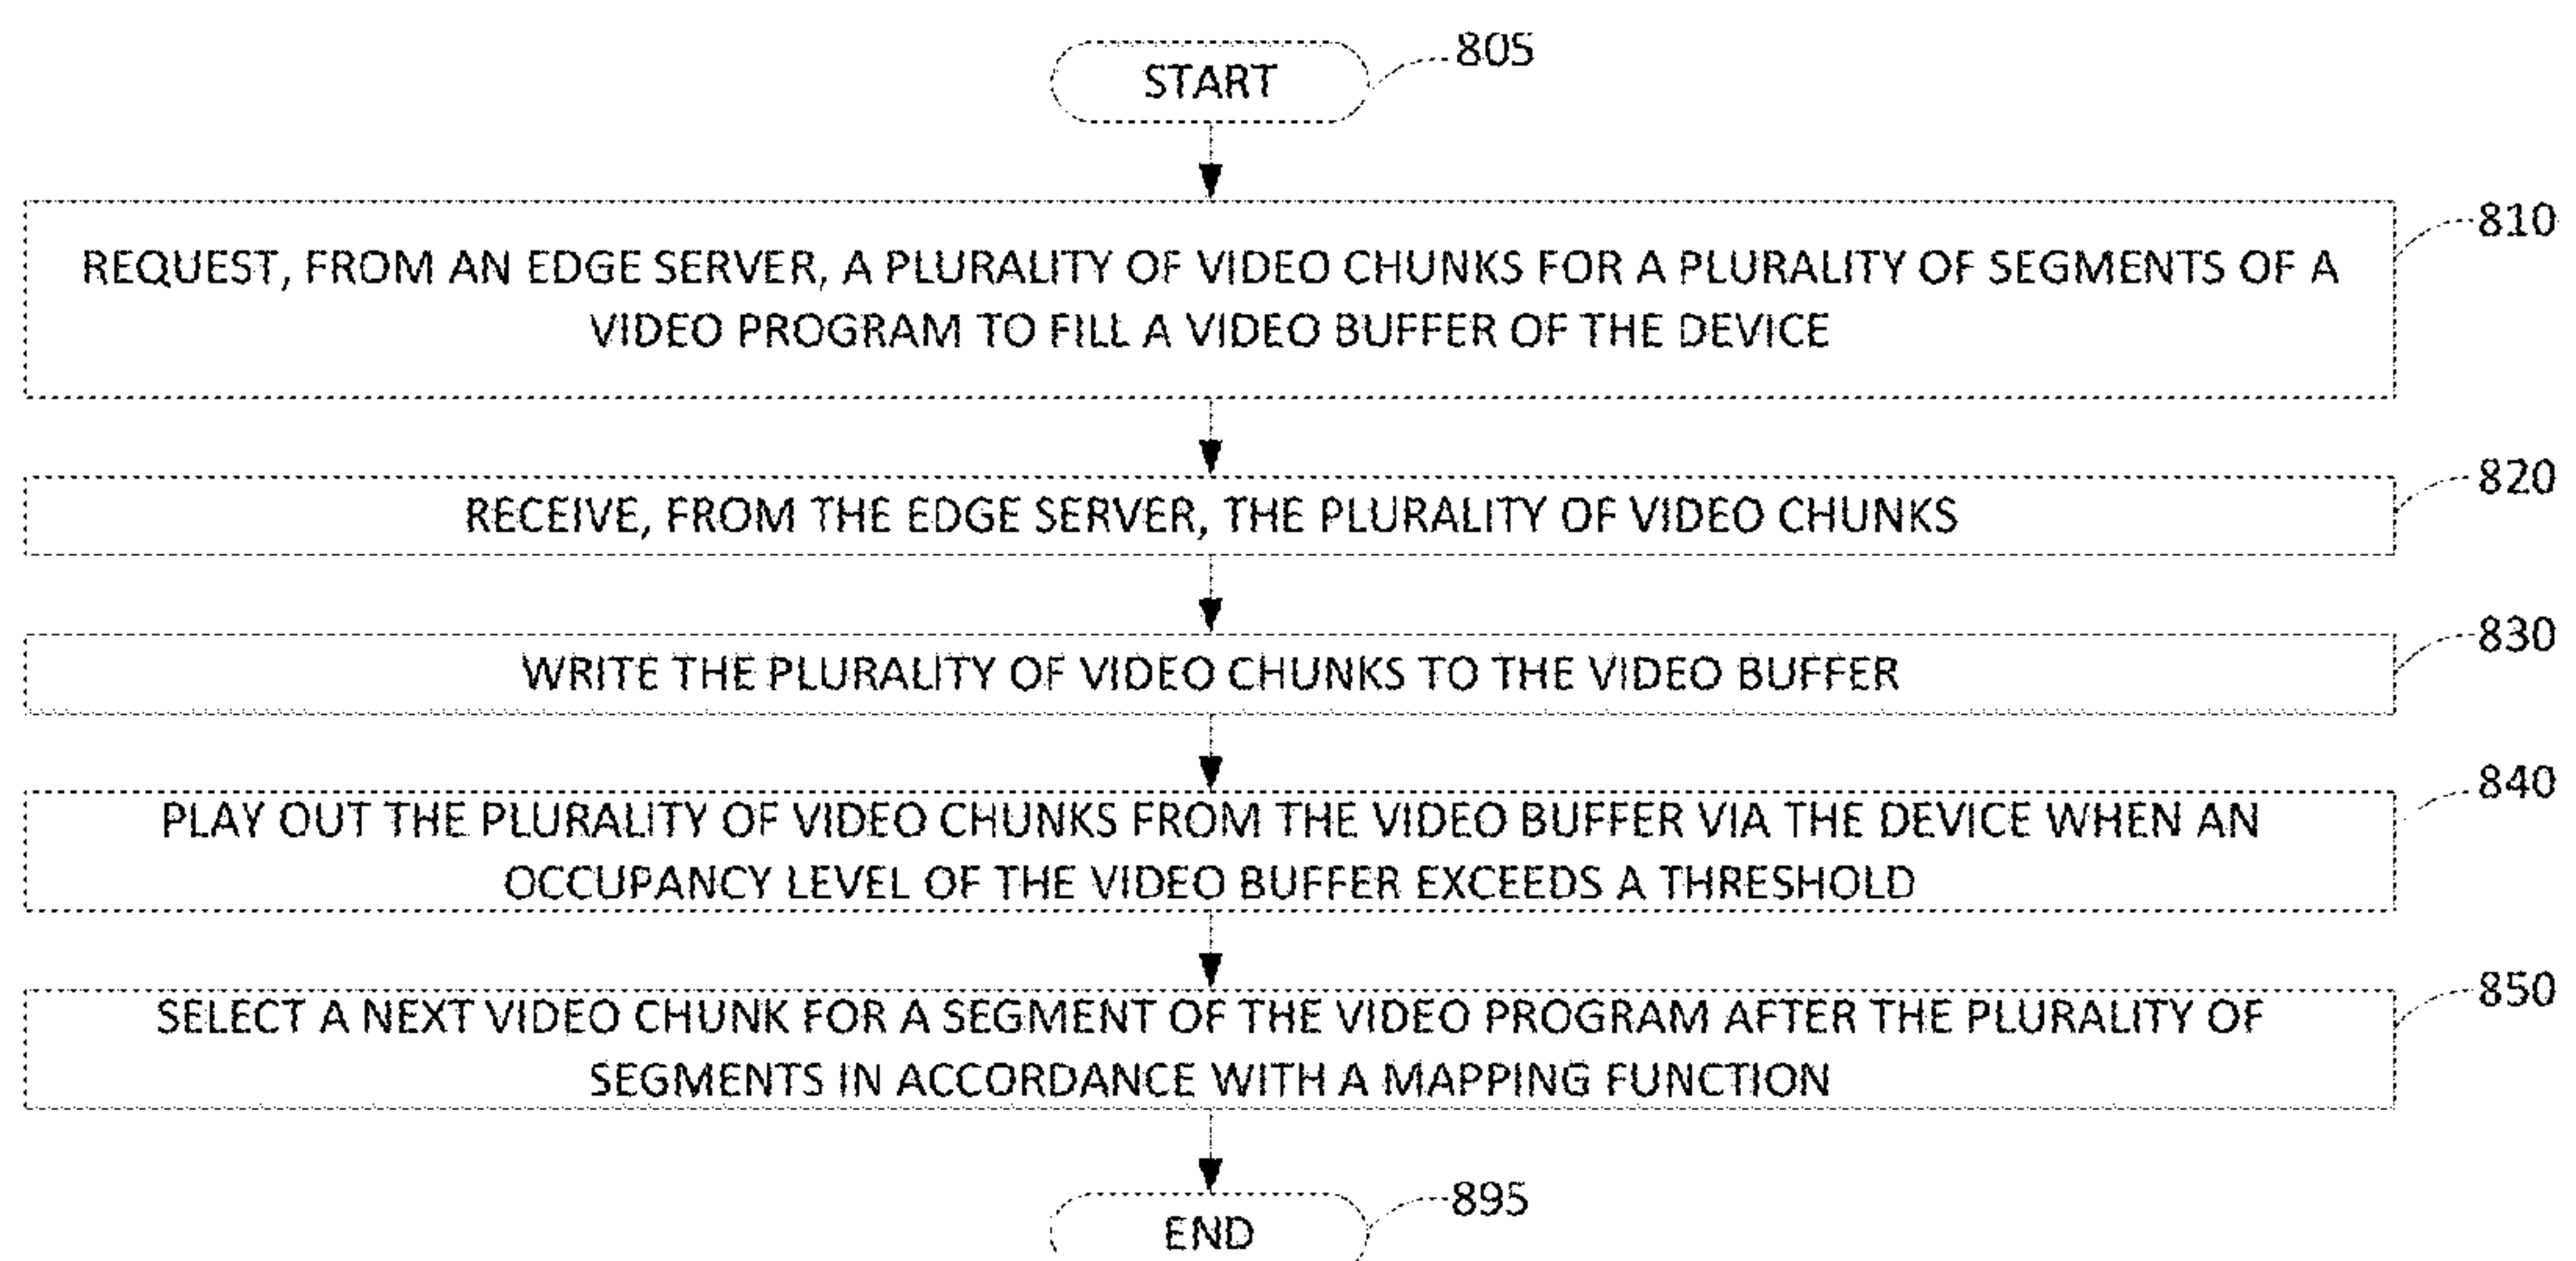 START
805
REQUEST, FROM AN EDGE SERVER, A PLURALITY OF VIDEO CHUNKS FOR A PLURALITY OF SEGMENTS OF A
VIDEO PROGRAM TO FILL A VIDEO BUFFER OF THE DEVICE
810
RECEIVE, FROM THE EDGE SERVER, THE PLURALITY OF VIDEO CHUNKS
820
WRITE THE PLURALITY OF VIDEO CHUNKS TO THE VIDEO BUFFER
830
PLAY OUT THE PLURALITY OF VIDEO CHUNKS FROM THE VIDEO BUFFER VIA THE DEVICE WHEN AN
OCCUPANCY LEVEL OF THE VIDEO BUFFER EXCEEDS A THRESHOLD
840
SELECT A NEXT VIDEO CHUNK FOR A SEGMENT OF THE VIDEO PROGRAM AFTER THE PLURALITY OF
SEGMENTS IN ACCORDANCE WITH A MAPPING FUNCTION
850
END
895